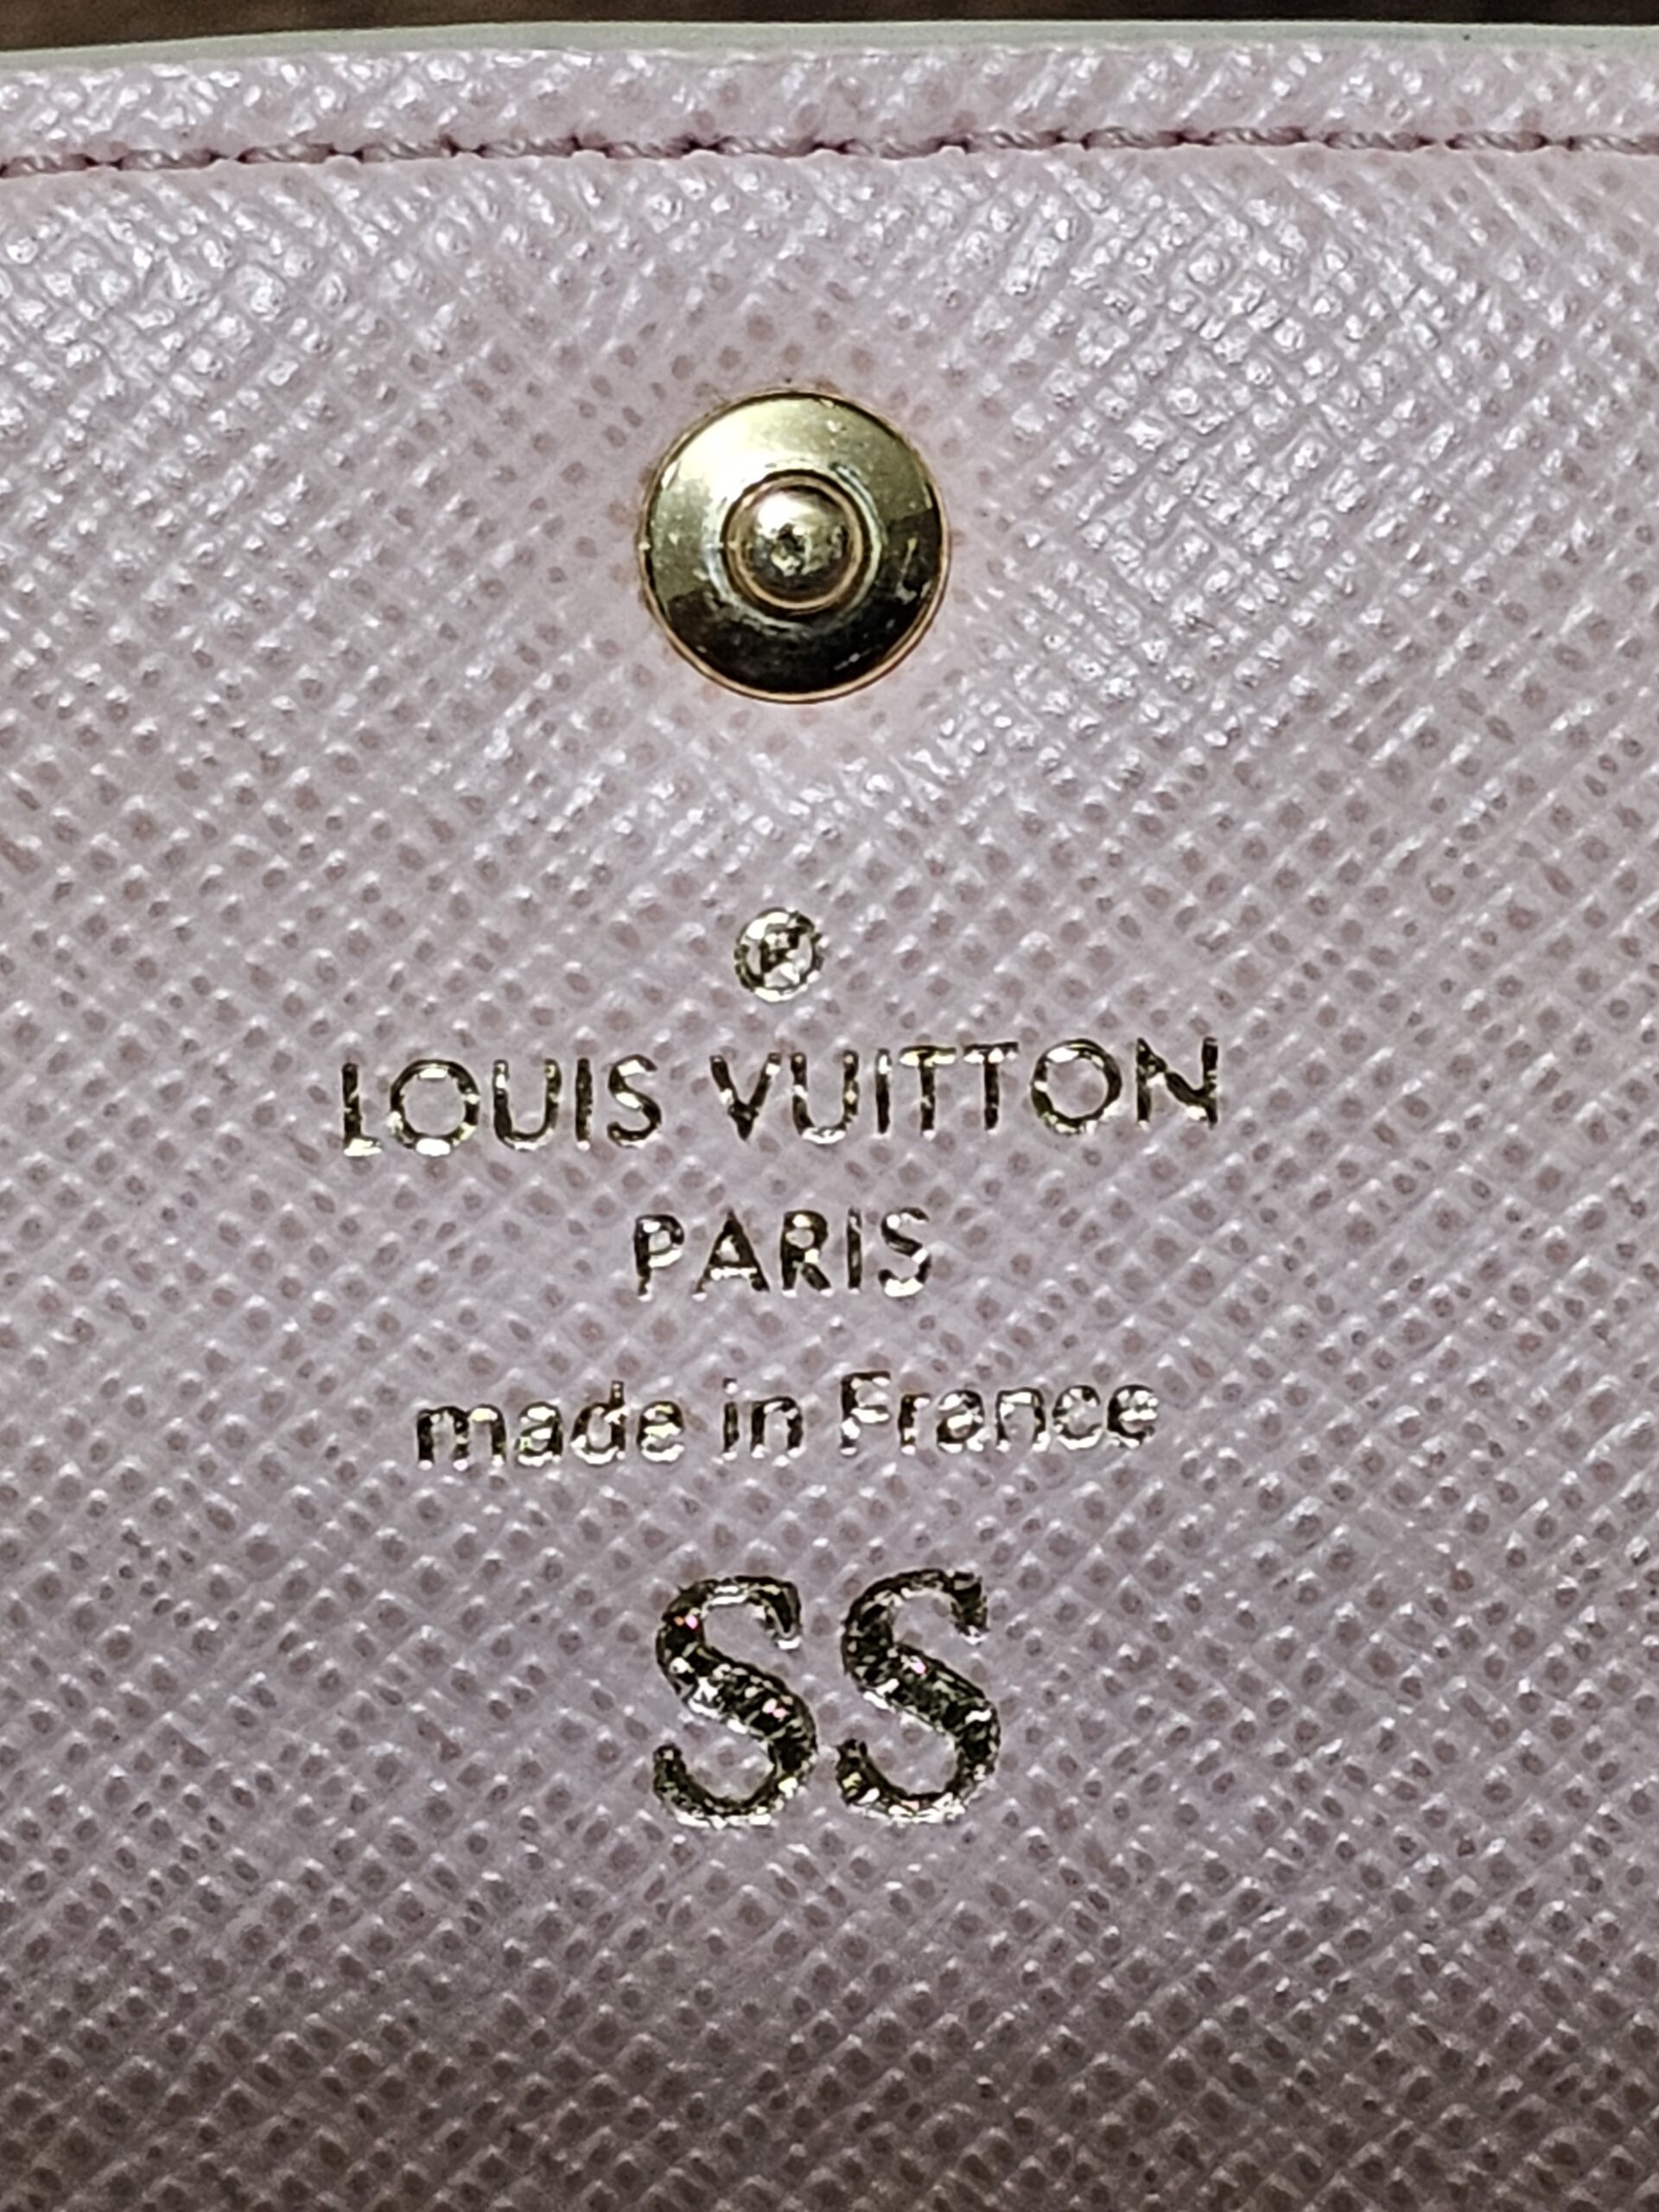 ®
LOUIS VUITTON
PARIS
made in France
SS